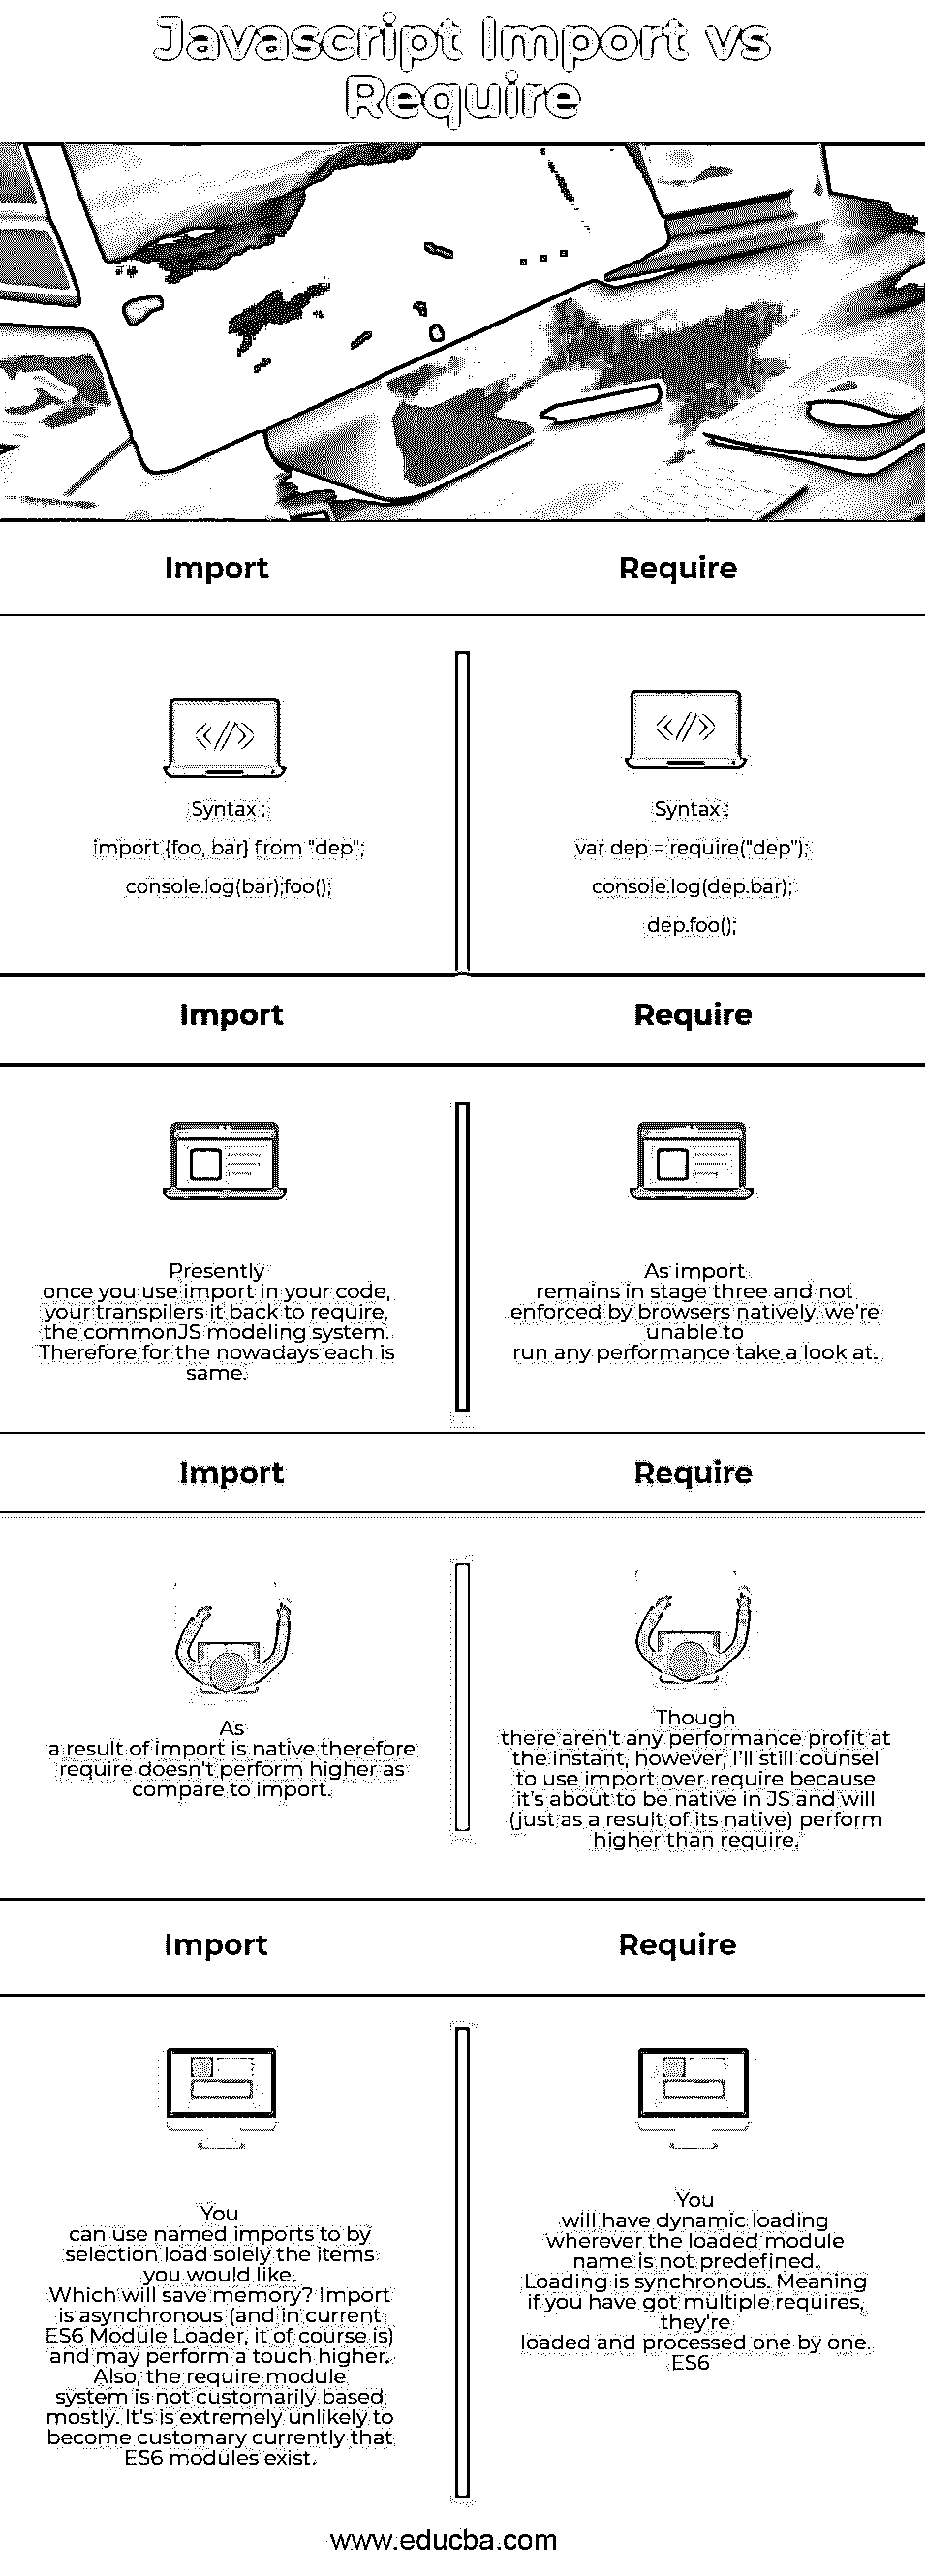 Javascript Import vs
Require
Import
Require
Syntax :
import {foo, bar} from "dep";
console.log(bar);foo();
Syntax :
var dep = require("dep");
console.log(dep.bar);
dep.foo();
Import
Require
Presently
once you use import in your code,
your transpilers it back to require,
the commonJS modeling system.
Therefore for the nowadays each is
same.
As import
remains in stage three and not
enforced by browsers natively, we're
unable to
run any performance take a look at.
Import
Require
As
a result of import is native therefore
require doesn't perform higher as
compare to import.
Though
there aren't any performance profit at
the instant, however, I'll still counsel
to use import over require because
it's about to be native in JS and will
(just as a result of its native) perform
higher than require.
Import
Require
You
can use named imports to by
selection load solely the items
you would like.
Which will save memory? Import
is asynchronous (and in current
ES6 Module Loader, it of course is)
and may perform a touch higher.
Also, the require module
system is not customarily based
mostly. It's is extremely unlikely to
become customary currently that
ES6 modules exist.
You
will have dynamic loading
wherever the loaded module
name is not predefined.
Loading is synchronous. Meaning
if you have got multiple requires,
they're
loaded and processed one by one.
ES6
www.educba.com